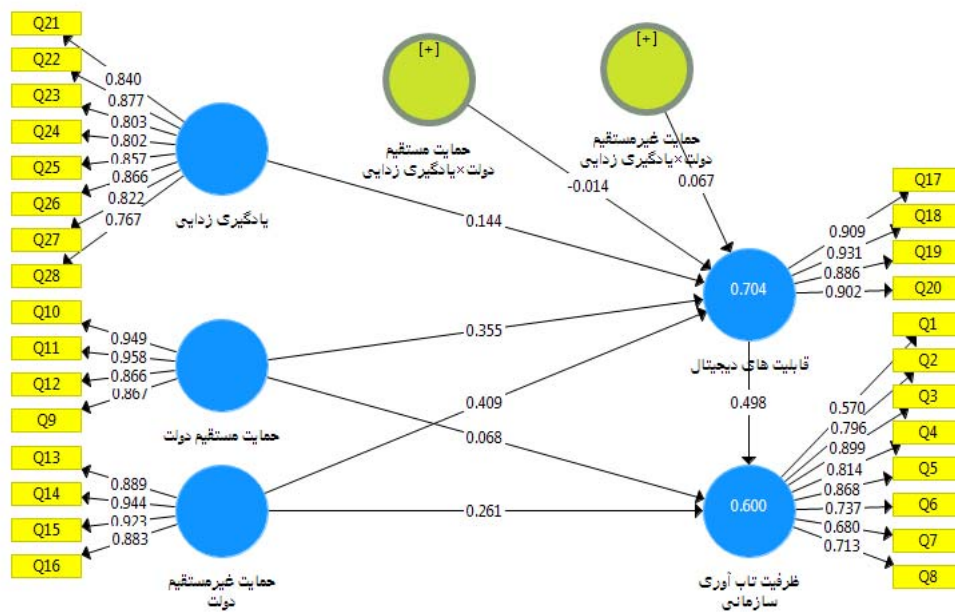 Q21
Q22
Q23
Q24
Q25
Q26
Q27
Q28
0.840
0.877
0.803
0.802
0.857
0.866
0.822
0.767
یادگیری زدایی
[+]
حمایت مستقیم
دولت×یادگیری زدایی
[+]
حمایت غیرمستقیم
دولت×یادگیری زدایی
-0.014
0.067
0.144
Q10
Q11
Q12
Q9
0.949
0.958
0.866
0.867
حمایت مستقیم دولت
0.355
0.068
Q13
Q14
Q15
Q16
0.889
0.944
0.923
0.883
حمایت غیرمستقیم
دولت
0.409
0.261
0.704
قابلیت های دیجیتال
0.498
Q17
Q18
Q19
Q20
0.909
0.931
0.886
0.902
0.600
ظرفیت تاب آوری
سازمانی
Q1
Q2
Q3
Q4
Q5
Q6
Q7
Q8
0.570
0.796
0.899
0.814
0.868
0.737
0.680
0.713